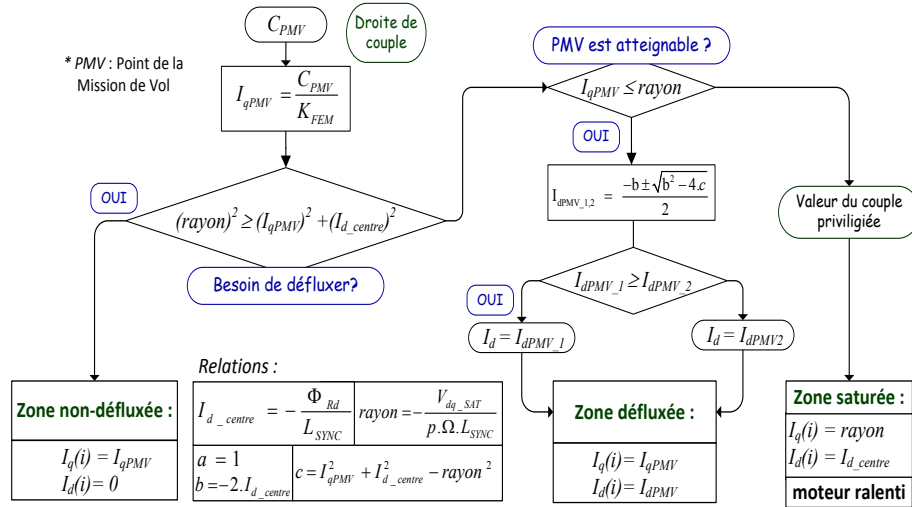 C_PMV
Droite de
couple
PMV est atteignable ?
* PMV : Point de la
Mission de Vol
I_qPMV = C_PMV / K_FEM
I_qPMV ≤ rayon
OUI
OUI
(rayon)² ≥ (I_qPMV)² + (I_d_centre)²
I_dPMV_1,2 = (-b ± √(b² − 4.c)) / 2
Valeur du couple
priviligiée
Besoin de défluxer?
I_dPMV_1 ≥ I_dPMV_2
OUI
I_d = I_dPMV_1
I_d = I_dPMV2
Relations :
Zone non-défluxée :
I_q(i) = I_qPMV
I_d(i)= 0
I_d_centre = − Φ_Rd / L_SYNC
rayon = − V_dq_SAT / p.Ω.L_SYNC
a = 1
b = −2.I_d_centre
c = I²_qPMV + I²_d_centre − rayon ²
Zone défluxée :
I_q(i) = I_qPMV
I_d(i) = I_dPMV
Zone saturée :
I_q(i) = rayon
I_d(i) = I_d_centre
moteur ralenti